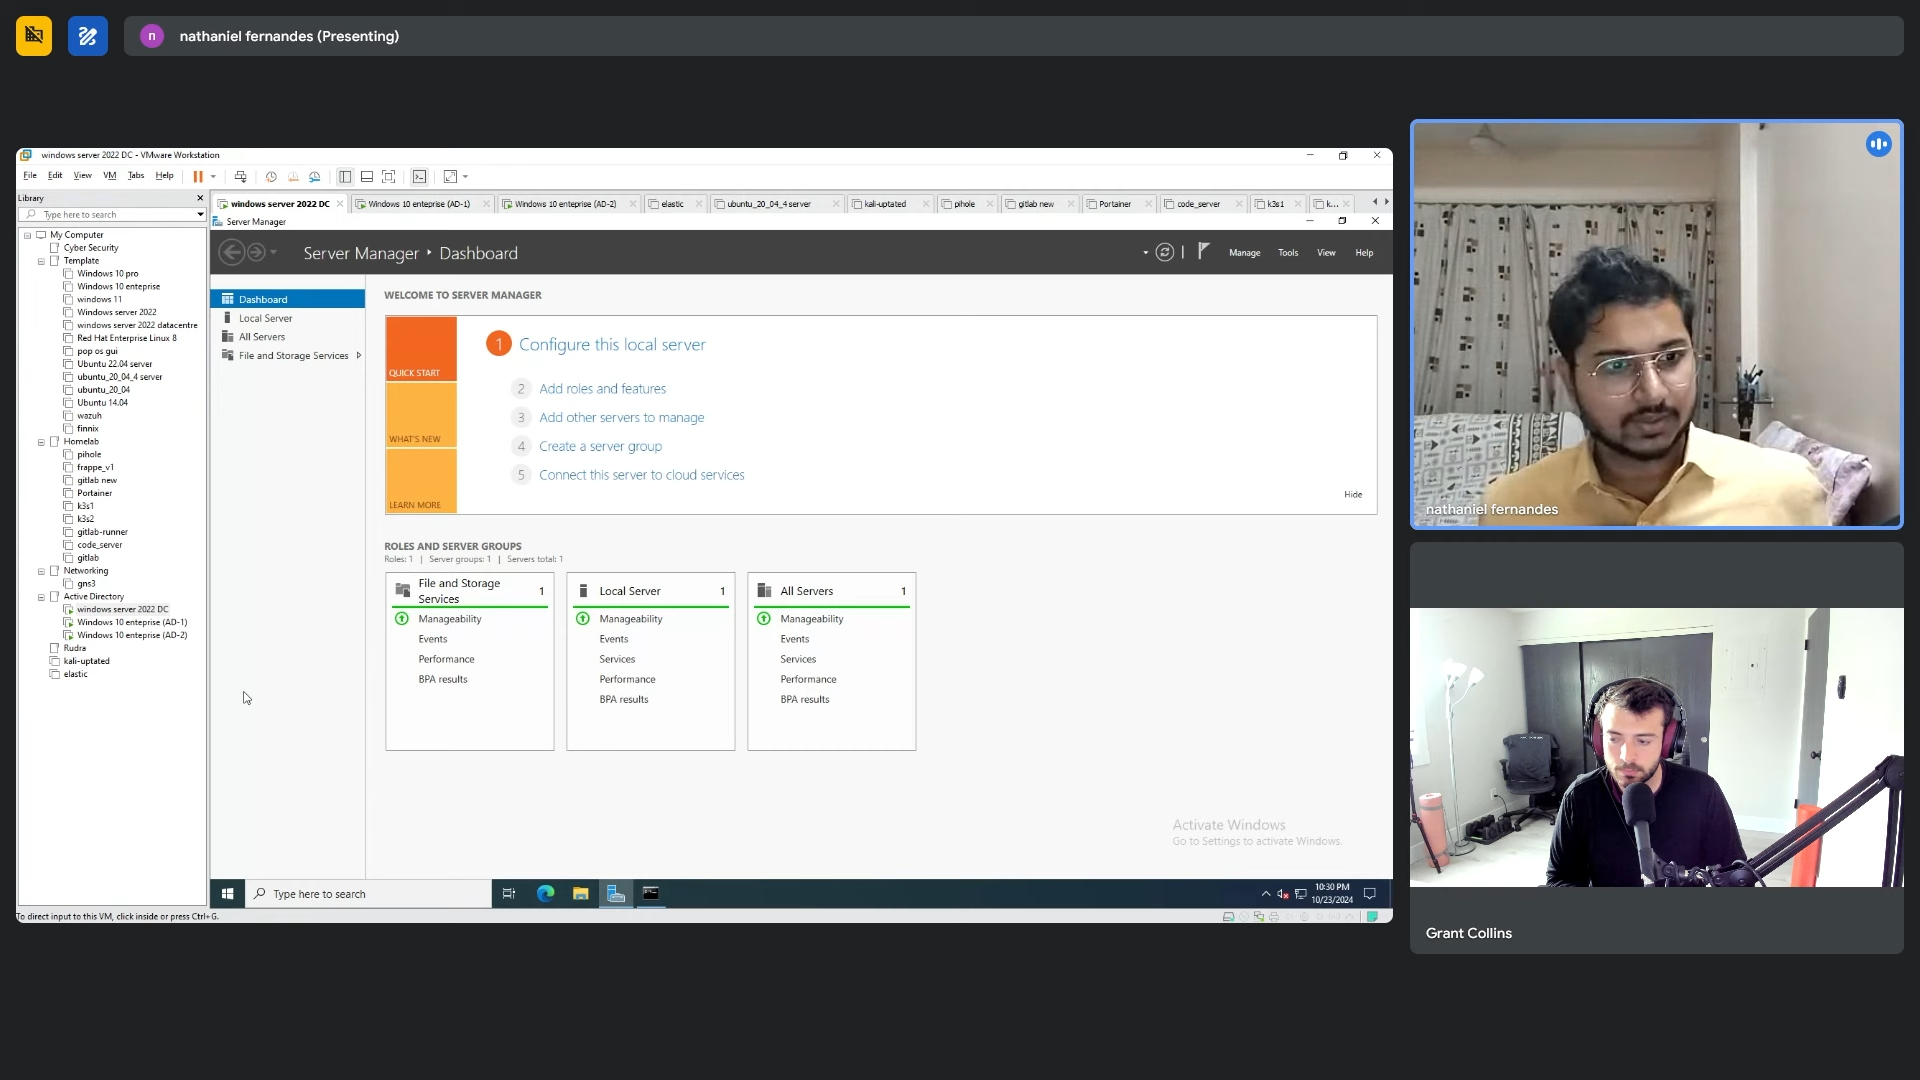 n nathaniel fernandes (Presenting)
windows server 2022 DC - VMware Workstation
File Edit View VM Tabs Help
Library
Type here to search
My Computer
Cyber Security
Template
Windows 10 pro
Windows 10 enteprise
windows 11
Windows server 2022
windows server 2022 datacentre
Red Hat Enterprise Linux 8
pop os gui
Ubuntu 22.04 server
ubuntu_20_04_4 server
ubuntu_20_04
Ubuntu 14.04
wazuh
finnix
Homelab
pihole
frappe_v1
gitlab new
Portainer
k3s1
k3s2
gitlab-runner
code_server
gitlab
Networking
gns3
Active Directory
windows server 2022 DC
Windows 10 enteprise (AD-1)
Windows 10 enteprise (AD-2)
Rudra
kali-uptated
elastic
windows server 2022 DC Windows 10 enteprise (AD-1) Windows 10 enteprise (AD-2) elastic ubuntu_20_04_4 server kali-uptated pihole gitlab new Portainer code_server k3s1 k...
Server Manager
Server Manager Dashboard
Manage Tools View Help
Dashboard
Local Server
All Servers
File and Storage Services
WELCOME TO SERVER MANAGER
QUICK START
WHAT'S NEW
LEARN MORE
1 Configure this local server
2 Add roles and features
3 Add other servers to manage
4 Create a server group
5 Connect this server to cloud services
Hide
ROLES AND SERVER GROUPS
Roles: 1 | Server groups: 1 | Servers total: 1
File and Storage
Services 1
Manageability
Events
Performance
BPA results
Local Server 1
Manageability
Events
Services
Performance
BPA results
All Servers 1
Manageability
Events
Services
Performance
BPA results
Activate Windows
Go to Settings to activate Windows.
Type here to search
10:30 PM
10/23/2024
To direct input to this VM, click inside or press Ctrl+G.
nathaniel fernandes
Grant Collins